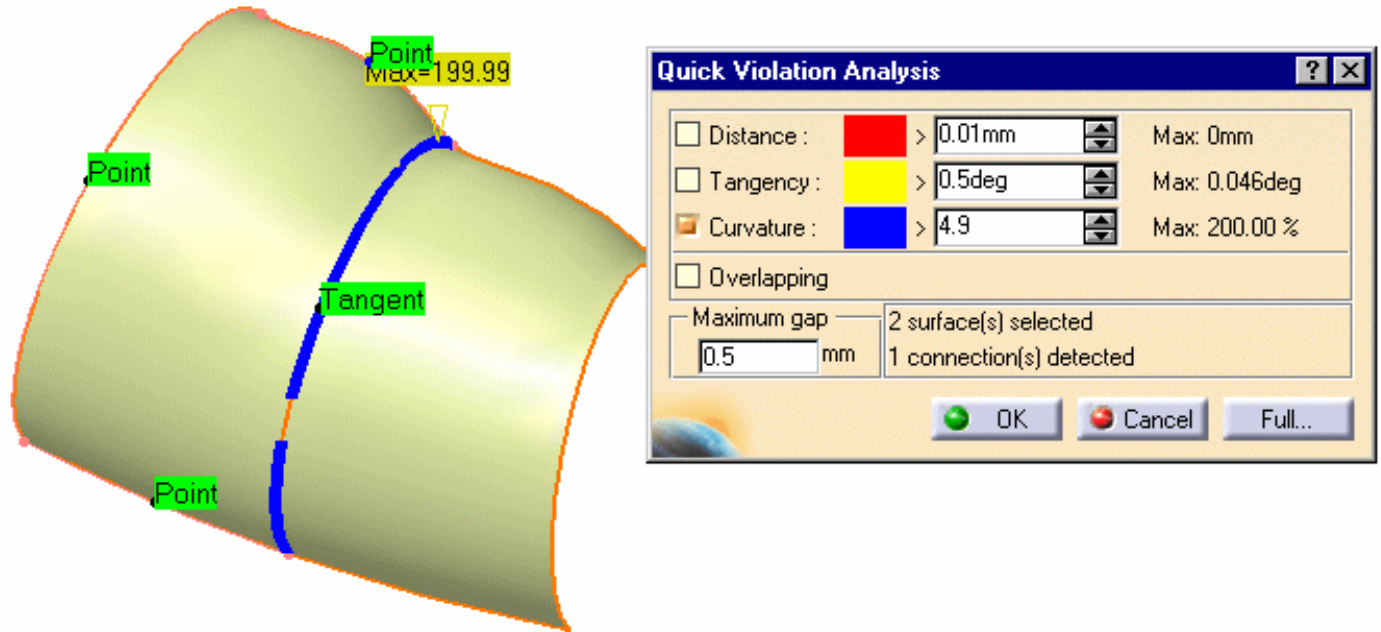 Point
Max=199.99
Point
Tangent
Point
Quick Violation Analysis
Distance : > 0.01mm Max: 0mm
Tangency : > 0.5deg Max: 0.046deg
Curvature : > 4.9 Max: 200.00 %
Overlapping
Maximum gap
0.5 mm
2 surface(s) selected
1 connection(s) detected
OK Cancel Full...